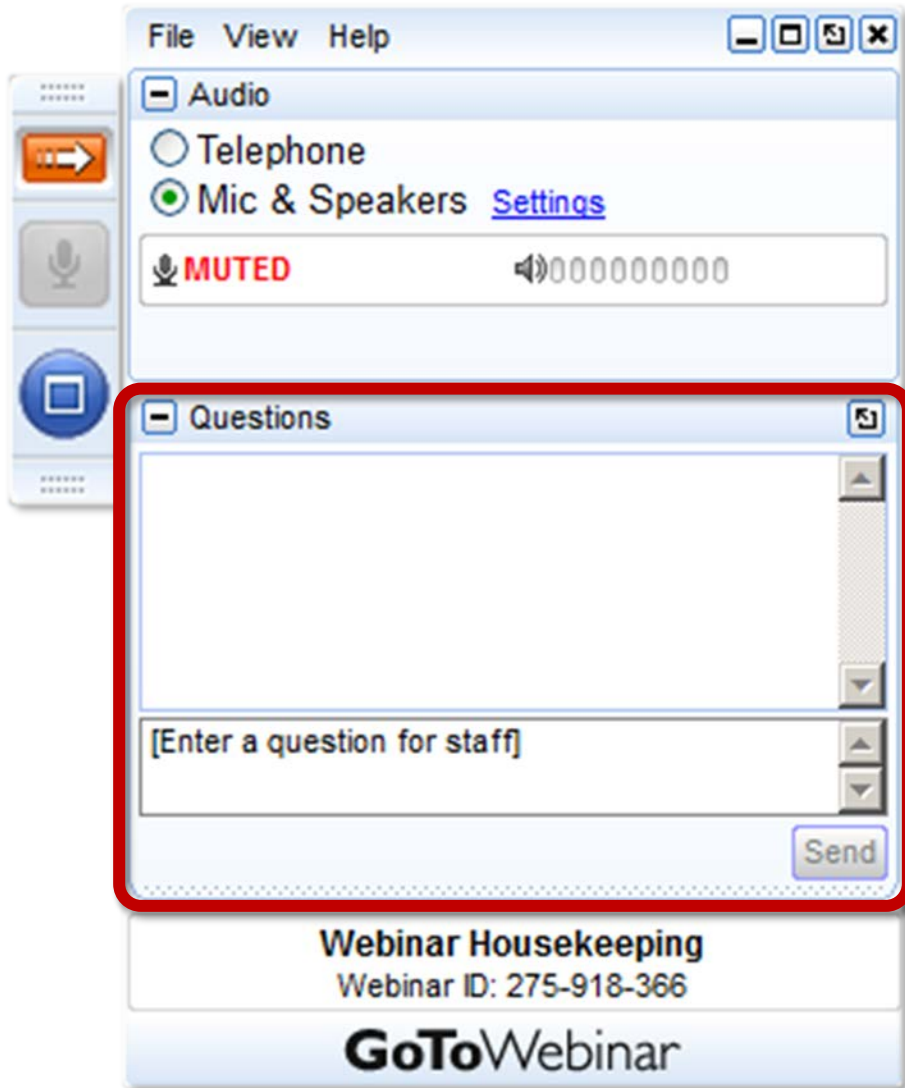 File View Help
Audio
Telephone
Mic & Speakers Settings
MUTED
Questions
[Enter a question for staff]
Send
Webinar Housekeeping
Webinar ID: 275-918-366
GoToWebinar